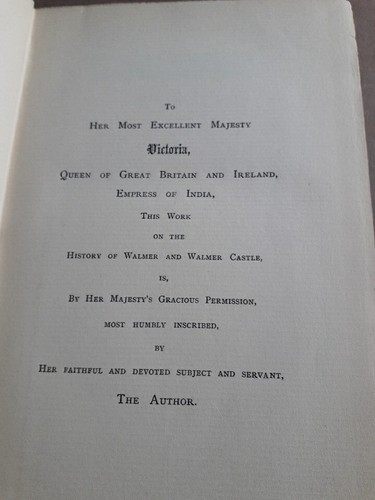 To
Her Most Excellent Majesty
Victoria,
Queen of Great Britain and Ireland,
Empress of India,
This Work
on the
History of Walmer and Walmer Castle,
is,
By Her Majesty's Gracious Permission,
most humbly inscribed,
by
Her faithful and devoted subject and servant,
The Author.